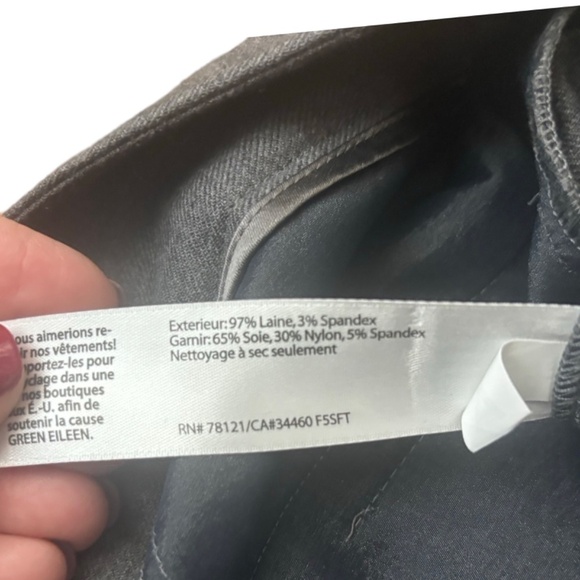 ous aimerions re-
ir nos vêtements!
portez-les pour
clage dans une
nos boutiques
ux É.-U. afin de
soutenir la cause
GREEN EILEEN.
Exterieur: 97% Laine, 3% Spandex
Garnir: 65% Soie, 30% Nylon, 5% Spandex
Nettoyage à sec seulement
RN# 78121/CA#34460 F5SFT